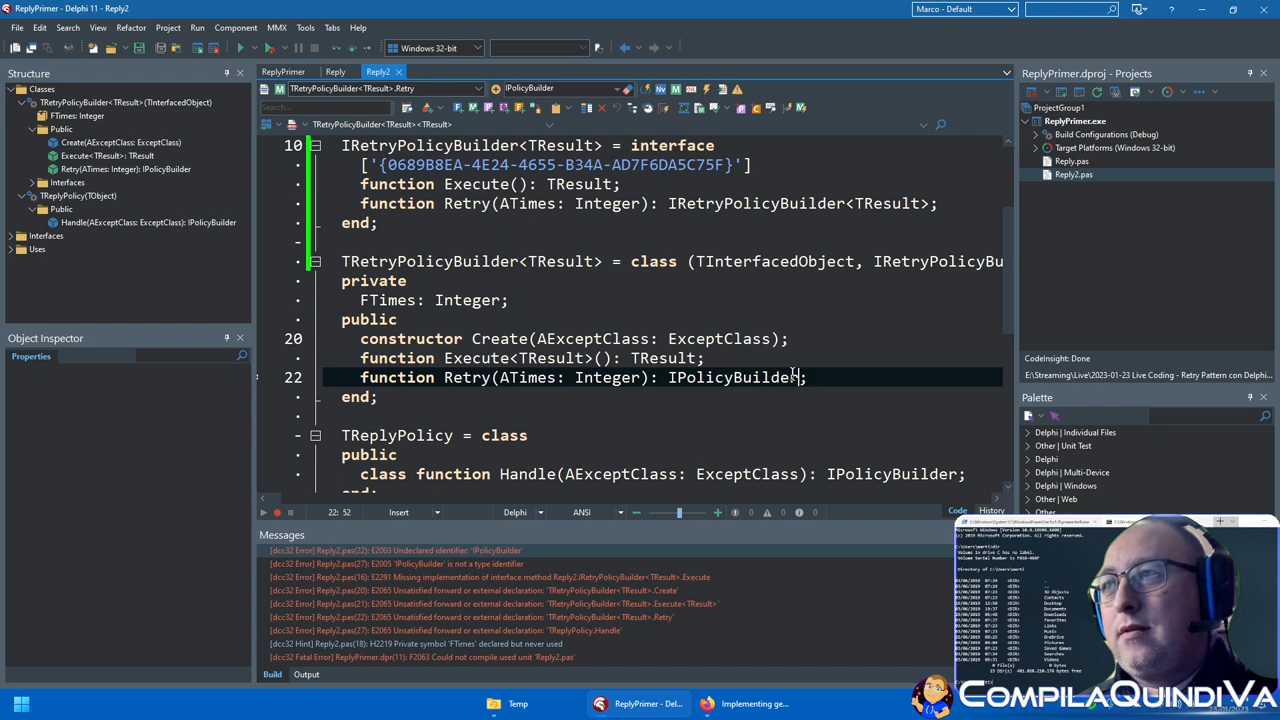 ReplyPrimer - Delphi 11 - Reply2
Marco - Default
File Edit Search View Refactor Project Run Component MMX Tools Tabs Help
Windows 32-bit
Structure
Classes
TRetryPolicyBuilder<TResult>(TInterfacedObject)
FTimes: Integer
Public
Create(AExceptClass: ExceptClass)
Execute<TResult>: TResult
Retry(ATimes: Integer): IPolicyBuilder
Interfaces
TReplyPolicy(TObject)
Public
Handle(AExceptClass: ExceptClass): IPolicyBuilder
Interfaces
Uses
Object Inspector
Properties
ReplyPrimer Reply Reply2
TRetryPolicyBuilder<TResult>.Retry
IPolicyBuilder
Search...
TRetryPolicyBuilder<TResult><TResult>
10 IRetryPolicyBuilder<TResult> = interface
['{0689B8EA-4E24-4655-B34A-AD7F6DA5C75F}']
function Execute(): TResult;
function Retry(ATimes: Integer): IRetryPolicyBuilder<TResult>;
end;
TRetryPolicyBuilder<TResult> = class (TInterfacedObject, IRetryPolicyBu
private
FTimes: Integer;
public
20 constructor Create(AExceptClass: ExceptClass);
function Execute<TResult>(): TResult;
22 function Retry(ATimes: Integer): IPolicyBuilder;
end;
TReplyPolicy = class
public
class function Handle(AExceptClass: ExceptClass): IPolicyBuilder;
end;
22: 52 Insert Delphi ANSI 0 0 0 Code History
Messages
[dcc32 Error] Reply2.pas(22): E2003 Undeclared identifier: 'IPolicyBuilder'
[dcc32 Error] Reply2.pas(27): E2005 'IPolicyBuilder' is not a type identifier
[dcc32 Error] Reply2.pas(16): E2291 Missing implementation of interface method Reply2.IRetryPolicyBuilder<TResult>.Execute
[dcc32 Error] Reply2.pas(20): E2065 Unsatisfied forward or external declaration: 'TRetryPolicyBuilder<TResult>.Create'
[dcc32 Error] Reply2.pas(21): E2065 Unsatisfied forward or external declaration: 'TRetryPolicyBuilder<TResult>.Execute<TResult>'
[dcc32 Error] Reply2.pas(22): E2065 Unsatisfied forward or external declaration: 'TRetryPolicyBuilder<TResult>.Retry'
[dcc32 Error] Reply2.pas(27): E2065 Unsatisfied forward or external declaration: 'TReplyPolicy.Handle'
[dcc32 Hint] Reply2.pas(18): H2219 Private symbol 'FTimes' declared but never used
[dcc32 Fatal Error] ReplyPrimer.dpr(11): F2063 Could not compile used unit 'Reply2.pas'
Build Output
ReplyPrimer.dproj - Projects
ProjectGroup1
ReplyPrimer.exe
Build Configurations (Debug)
Target Platforms (Windows 32-bit)
Reply.pas
Reply2.pas
CodeInsight: Done
E:\Streaming\Live\2023-01-23 Live Coding - Retry Pattern con Delphi...
Palette
Delphi | Individual Files
Other | Unit Test
Delphi
Delphi | Multi-Device
Delphi | Windows
Other | Web
Other
CompilaQuindiVa
Temp
ReplyPrimer - Del...
Implementing ge...